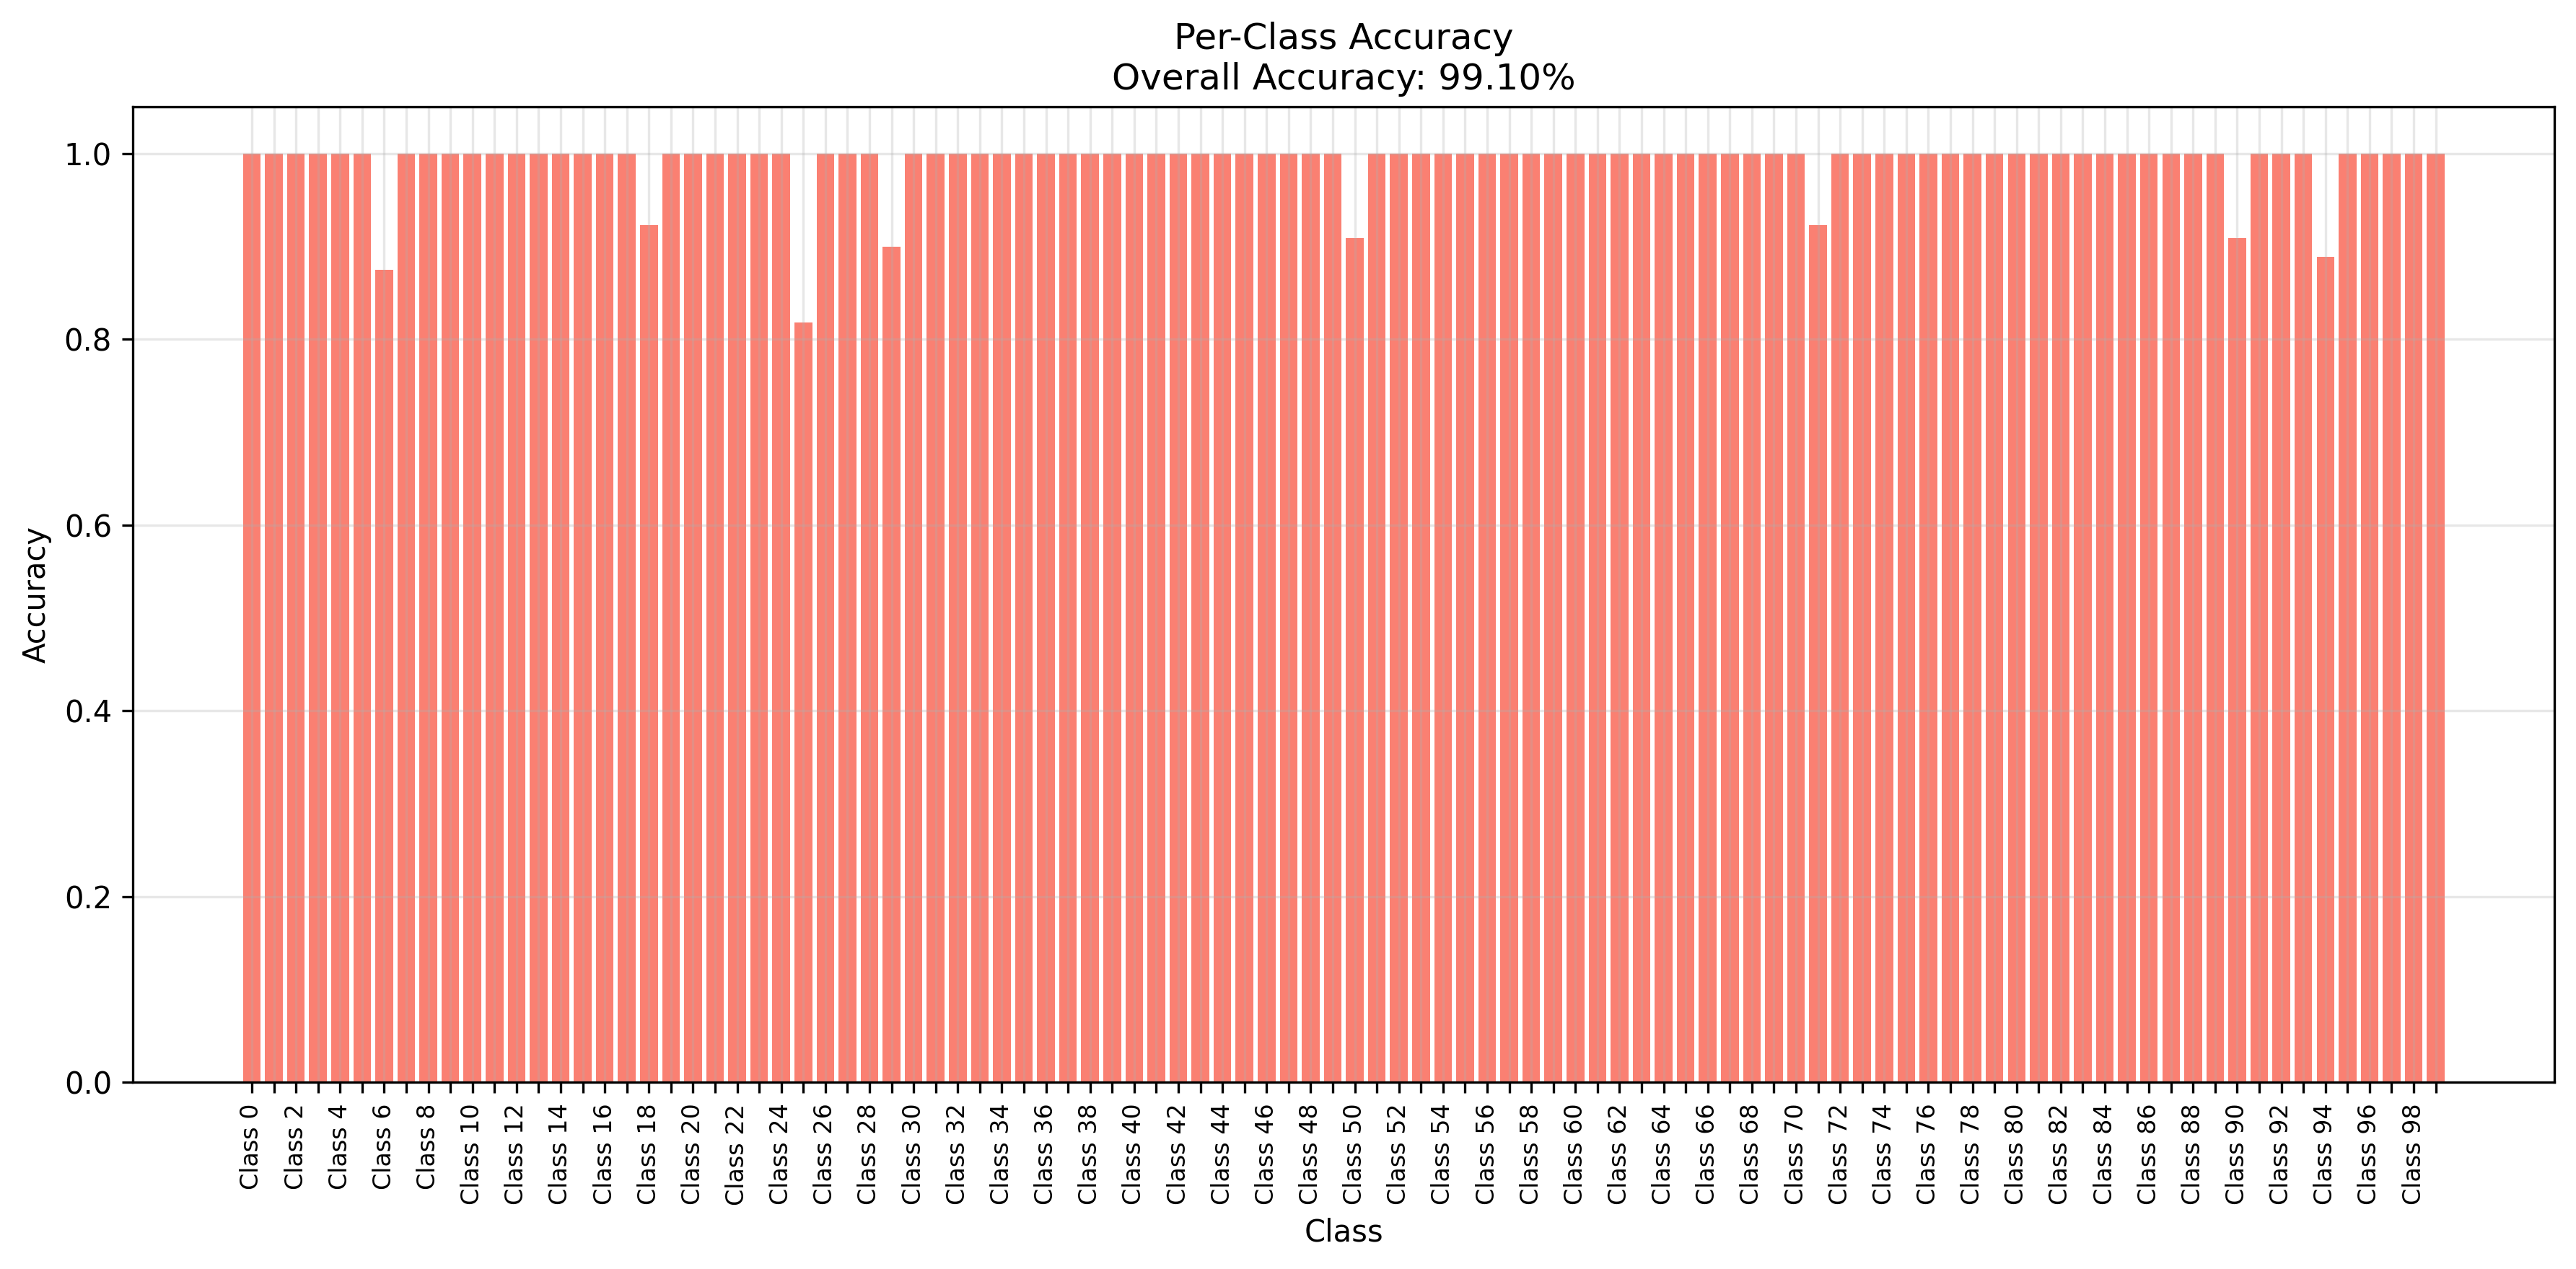 Per-Class Accuracy
Overall Accuracy: 99.10%
Accuracy
1.0
0.8
0.6
0.4
0.2
0.0
Class 0
Class 2
Class 4
Class 6
Class 8
Class 10
Class 12
Class 14
Class 16
Class 18
Class 20
Class 22
Class 24
Class 26
Class 28
Class 30
Class 32
Class 34
Class 36
Class 38
Class 40
Class 42
Class 44
Class 46
Class 48
Class 50
Class 52
Class 54
Class 56
Class 58
Class 60
Class 62
Class 64
Class 66
Class 68
Class 70
Class 72
Class 74
Class 76
Class 78
Class 80
Class 82
Class 84
Class 86
Class 88
Class 90
Class 92
Class 94
Class 96
Class 98
Class